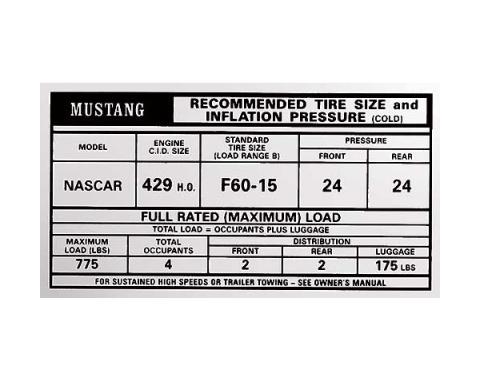 MUSTANG
RECOMMENDED TIRE SIZE and
INFLATION PRESSURE (COLD)
MODEL
ENGINE
C.I.D. SIZE
STANDARD
TIRE SIZE
(LOAD RANGE B)
PRESSURE
FRONT
REAR
NASCAR
429 H.O.
F60-15
24
24
FULL RATED (MAXIMUM) LOAD
TOTAL LOAD = OCCUPANTS PLUS LUGGAGE
MAXIMUM
LOAD (LBS)
TOTAL
OCCUPANTS
DISTRIBUTION
FRONT
REAR
LUGGAGE
775
4
2
2
175 LBS
FOR SUSTAINED HIGH SPEEDS OR TRAILER TOWING – SEE OWNER'S MANUAL